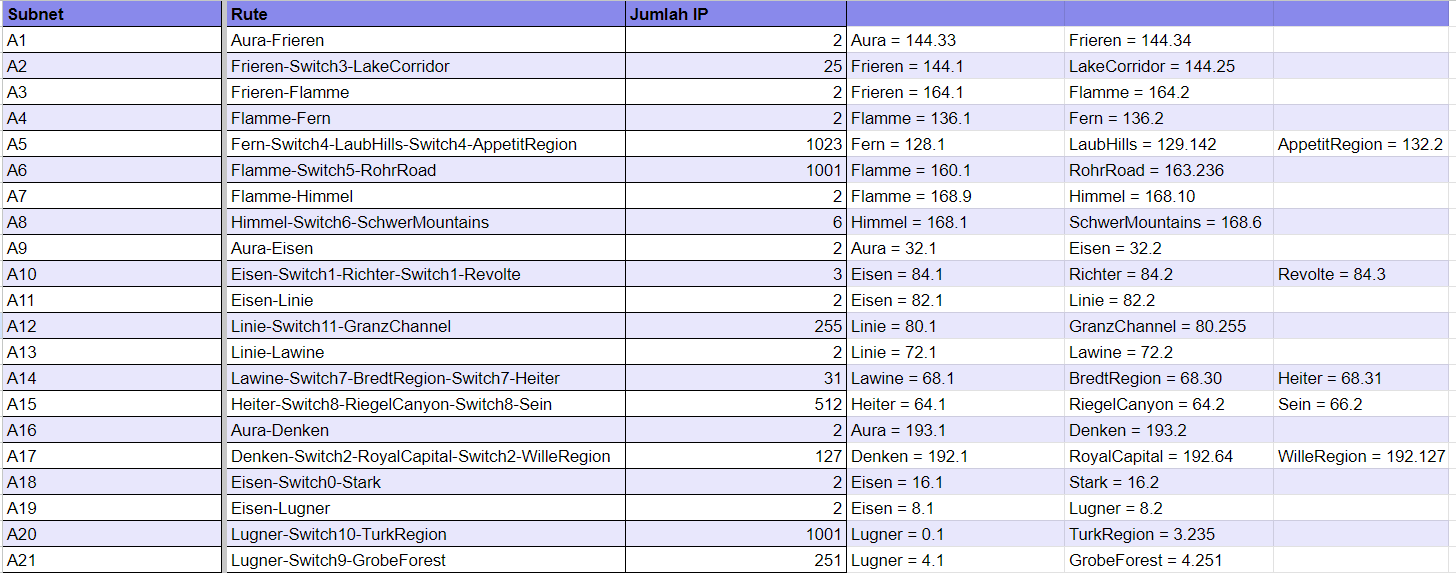 Subnet Rute Jumlah IP
A1 Aura-Frieren 2 Aura = 144.33 Frieren = 144.34
A2 Frieren-Switch3-LakeCorridor 25 Frieren = 144.1 LakeCorridor = 144.25
A3 Frieren-Flamme 2 Frieren = 164.1 Flamme = 164.2
A4 Flamme-Fern 2 Flamme = 136.1 Fern = 136.2
A5 Fern-Switch4-LaubHills-Switch4-AppetitRegion 1023 Fern = 128.1 LaubHills = 129.142 AppetitRegion = 132.2
A6 Flamme-Switch5-RohrRoad 1001 Flamme = 160.1 RohrRoad = 163.236
A7 Flamme-Himmel 2 Flamme = 168.9 Himmel = 168.10
A8 Himmel-Switch6-SchwerMountains 6 Himmel = 168.1 SchwerMountains = 168.6
A9 Aura-Eisen 2 Aura = 32.1 Eisen = 32.2
A10 Eisen-Switch1-Richter-Switch1-Revolte 3 Eisen = 84.1 Richter = 84.2 Revolte = 84.3
A11 Eisen-Linie 2 Eisen = 82.1 Linie = 82.2
A12 Linie-Switch11-GranzChannel 255 Linie = 80.1 GranzChannel = 80.255
A13 Linie-Lawine 2 Linie = 72.1 Lawine = 72.2
A14 Lawine-Switch7-BredtRegion-Switch7-Heiter 31 Lawine = 68.1 BredtRegion = 68.30 Heiter = 68.31
A15 Heiter-Switch8-RiegelCanyon-Switch8-Sein 512 Heiter = 64.1 RiegelCanyon = 64.2 Sein = 66.2
A16 Aura-Denken 2 Aura = 193.1 Denken = 193.2
A17 Denken-Switch2-RoyalCapital-Switch2-WilleRegion 127 Denken = 192.1 RoyalCapital = 192.64 WilleRegion = 192.127
A18 Eisen-Switch0-Stark 2 Eisen = 16.1 Stark = 16.2
A19 Eisen-Lugner 2 Eisen = 8.1 Lugner = 8.2
A20 Lugner-Switch10-TurkRegion 1001 Lugner = 0.1 TurkRegion = 3.235
A21 Lugner-Switch9-GrobeForest 251 Lugner = 4.1 GrobeForest = 4.251